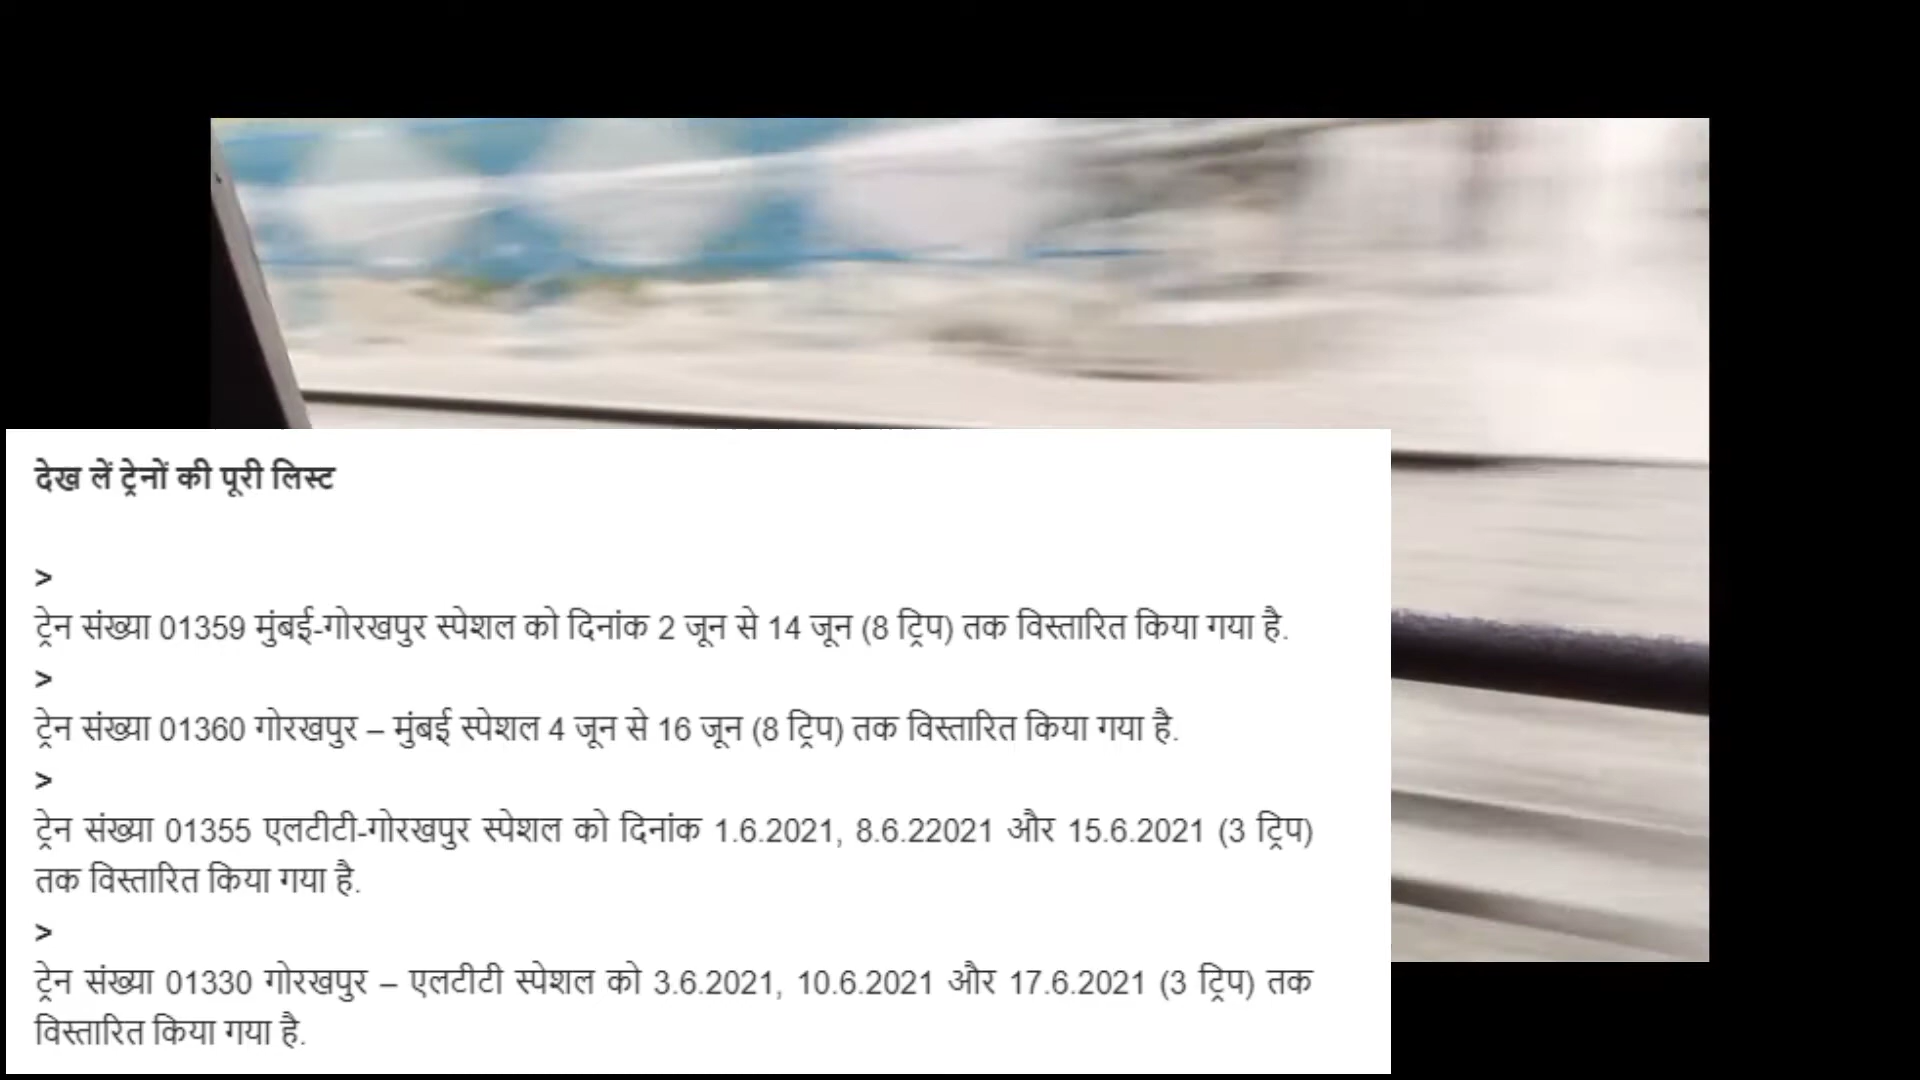 देख लें ट्रेनों की पूरी लिस्ट
>
ट्रेन संख्या 01359 मुंबई-गोरखपुर स्पेशल को दिनांक 2 जून से 14 जून (8 ट्रिप) तक विस्तारित किया गया है.
>
ट्रेन संख्या 01360 गोरखपुर – मुंबई स्पेशल 4 जून से 16 जून (8 ट्रिप) तक विस्तारित किया गया है.
>
ट्रेन संख्या 01355 एलटीटी-गोरखपुर स्पेशल को दिनांक 1.6.2021, 8.6.22021 और 15.6.2021 (3 ट्रिप)
तक विस्तारित किया गया है.
>
ट्रेन संख्या 01330 गोरखपुर – एलटीटी स्पेशल को 3.6.2021, 10.6.2021 और 17.6.2021 (3 ट्रिप) तक
विस्तारित किया गया है.